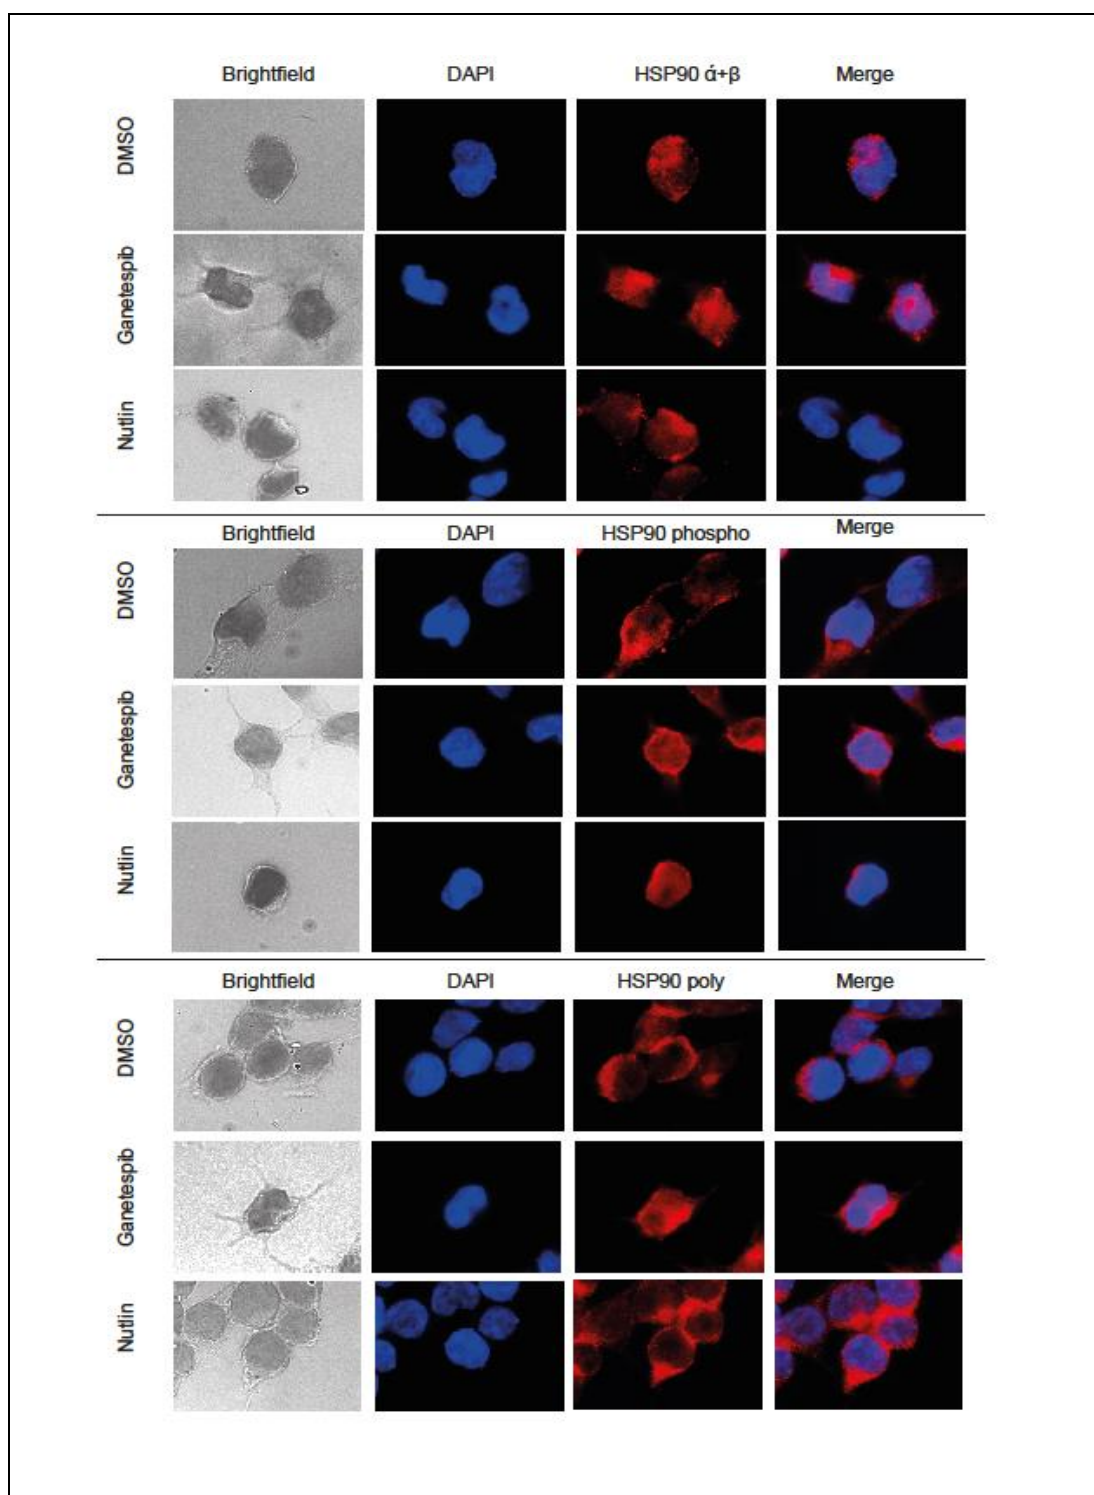 Brightfield DAPI HSP90 ά+β Merge
DMSO
Ganetespib
Nutlin
Brightfield DAPI HSP90 phospho Merge
DMSO
Ganetespib
Nutlin
Brightfield DAPI HSP90 poly Merge
DMSO
Ganetespib
Nutlin